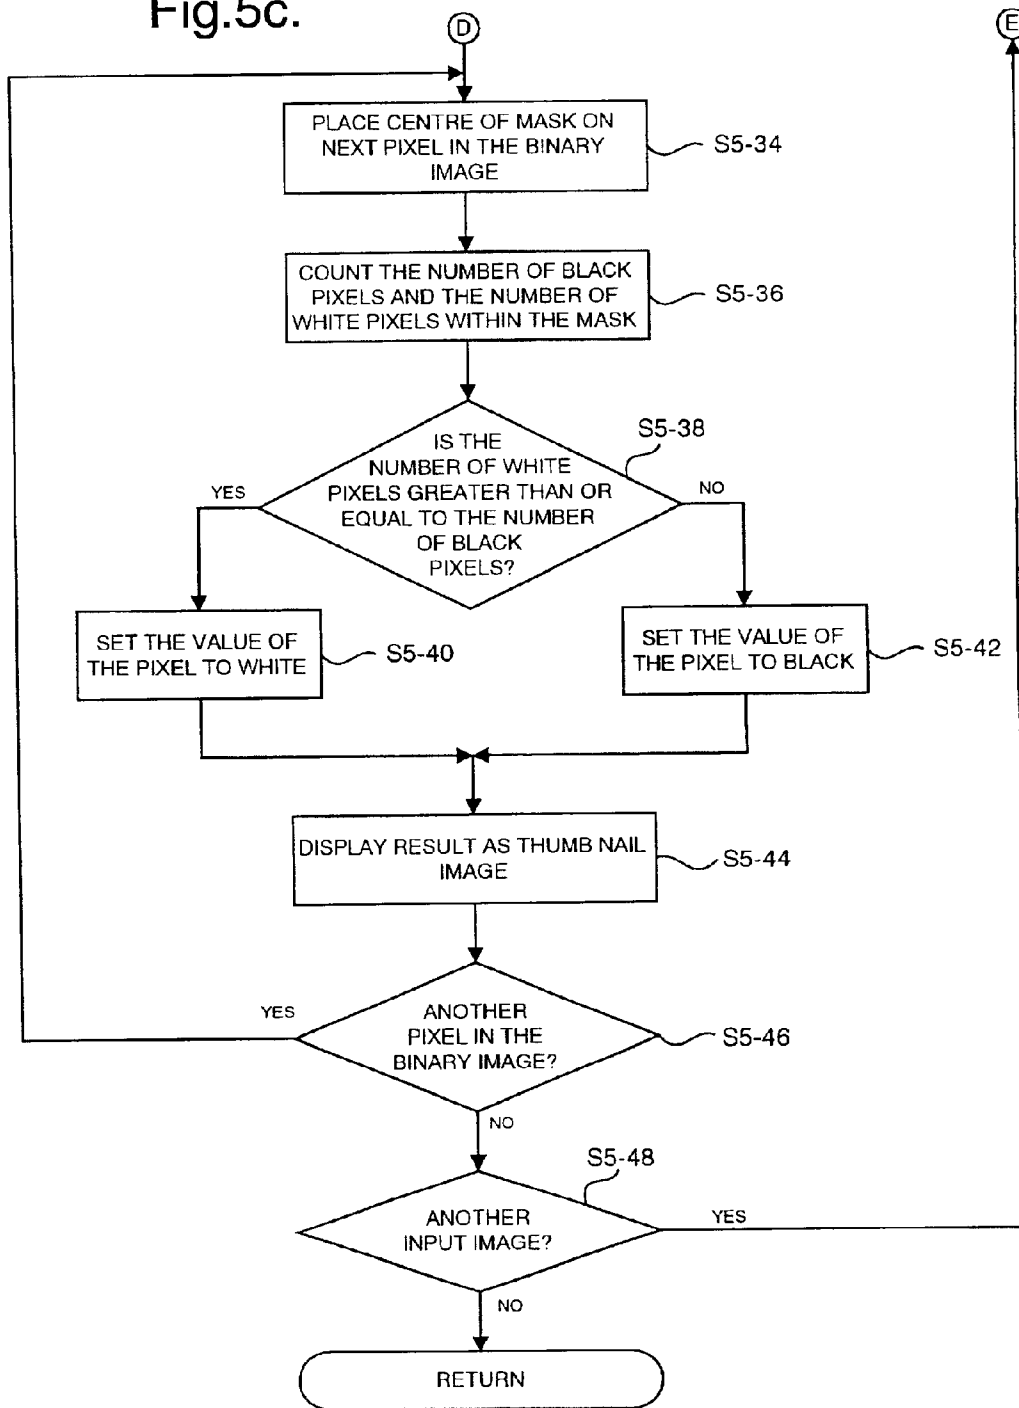 Fig.5c.
D
E
PLACE CENTRE OF MASK ON
NEXT PIXEL IN THE BINARY
IMAGE
S5-34
COUNT THE NUMBER OF BLACK
PIXELS AND THE NUMBER OF
WHITE PIXELS WITHIN THE MASK
S5-36
IS THE
NUMBER OF WHITE
PIXELS GREATER THAN OR
EQUAL TO THE NUMBER
OF BLACK
PIXELS?
S5-38
YES
NO
SET THE VALUE OF
THE PIXEL TO WHITE
S5-40
SET THE VALUE OF
THE PIXEL TO BLACK
S5-42
DISPLAY RESULT AS THUMB NAIL
IMAGE
S5-44
YES
ANOTHER
PIXEL IN THE
BINARY IMAGE?
S5-46
NO
S5-48
ANOTHER
INPUT IMAGE?
YES
NO
RETURN